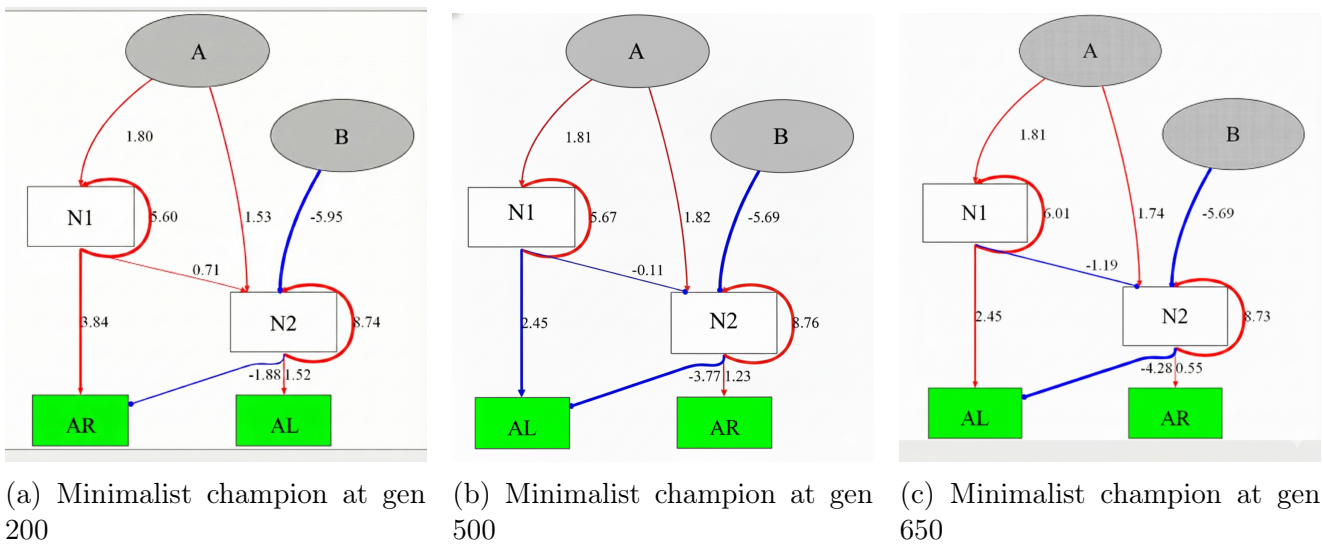 A
B
1.80
N1
5.60
1.53
-5.95
0.71
N2
3.84
8.74
-1.88
1.52
AR
AL
(a) Minimalist champion at gen
200
A
B
1.81
N1
5.67
1.82
-5.69
-0.11
N2
2.45
8.76
-3.77
1.23
AL
AR
(b) Minimalist champion at gen
500
A
B
1.81
N1
6.01
1.74
-5.69
-1.19
N2
2.45
8.73
-4.28
0.55
AL
AR
(c) Minimalist champion at gen
650